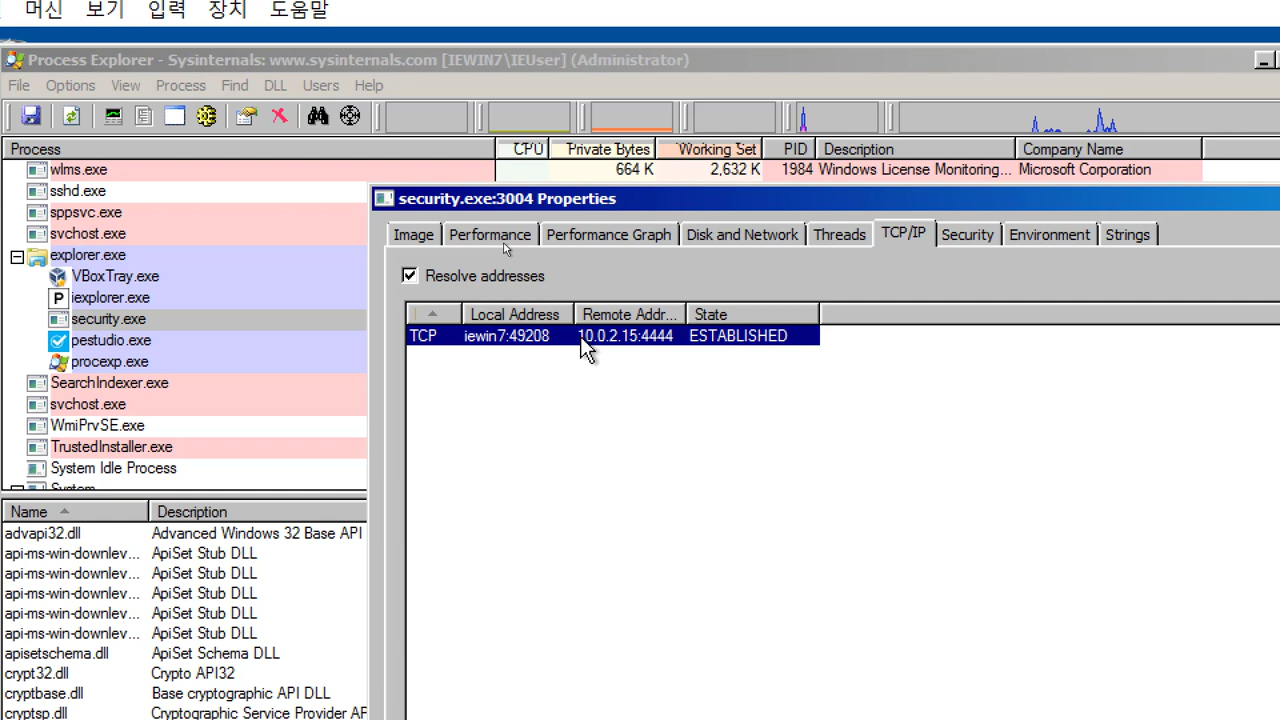 머신 보기 입력 장치 도움말
Process Explorer - Sysinternals: www.sysinternals.com [IEWIN7\IEUser] (Administrator)
File Options View Process Find DLL Users Help
Process CPU Private Bytes Working Set PID Description Company Name
wlms.exe 664 K 2,632 K 1984 Windows License Monitoring... Microsoft Corporation
sshd.exe
sppsvc.exe
svchost.exe
explorer.exe
VBoxTray.exe
iexplorer.exe
security.exe
pestudio.exe
procexp.exe
SearchIndexer.exe
svchost.exe
WmiPrvSE.exe
TrustedInstaller.exe
System Idle Process
System
security.exe:3004 Properties
Image Performance Performance Graph Disk and Network Threads TCP/IP Security Environment Strings
Resolve addresses
Local Address Remote Addr... State
TCP iewin7:49208 10.0.2.15:4444 ESTABLISHED
Name Description
advapi32.dll Advanced Windows 32 Base API
api-ms-win-downlev... ApiSet Stub DLL
api-ms-win-downlev... ApiSet Stub DLL
api-ms-win-downlev... ApiSet Stub DLL
api-ms-win-downlev... ApiSet Stub DLL
api-ms-win-downlev... ApiSet Stub DLL
apisetschema.dll ApiSet Schema DLL
crypt32.dll Crypto API32
cryptbase.dll Base cryptographic API DLL
cryptsp.dll Cryptographic Service Provider AP